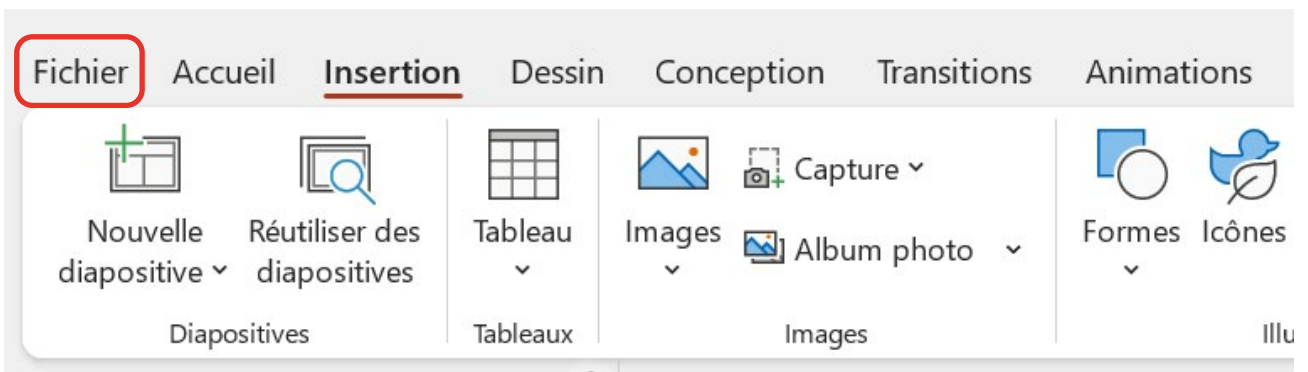 Fichier Accueil Insertion Dessin Conception Transitions Animations
Nouvelle diapositive
Réutiliser des diapositives
Tableau
Images
Capture
Album photo
Formes
Icônes
Diapositives
Tableaux
Images
Illu